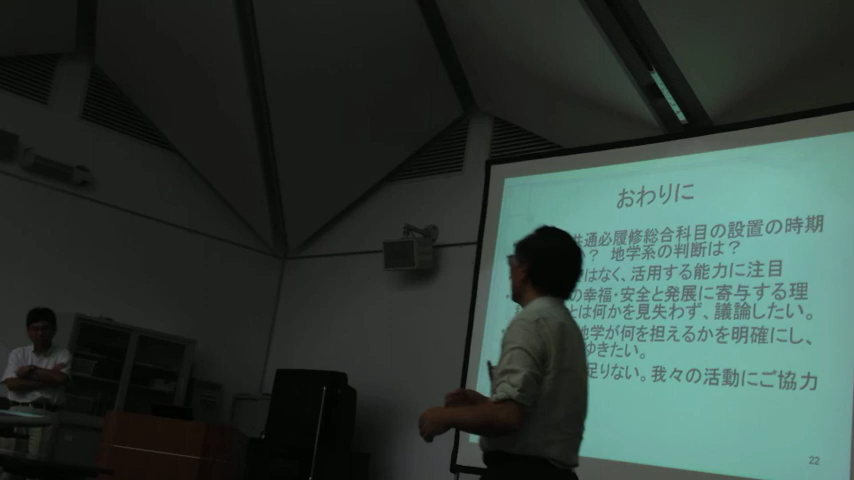 おわりに
共通必履修総合科目の設置の時期
？ 地学系の判断は？
はなく、活用する能力に注目
の幸福・安全と発展に寄与する理
とは何かを見失わず、議論したい。
地学が何を担えるかを明確にし、
ゆきたい。
足りない。我々の活動にご協力
22